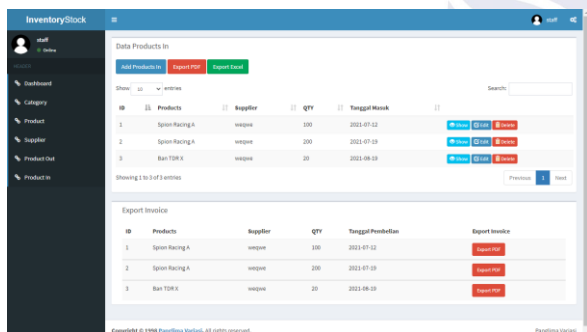 InventoryStock
staff
staff
Online
HEADER
Dashboard
Category
Product
Supplier
Product Out
Product In
Data Products In
Add Products In Export PDF Export Excel
Show 10 entries Search:
ID Products Supplier QTY Tanggal Masuk
1 Spion Racing A weqwe 100 2021-07-12 Show Edit Delete
2 Spion Racing A weqwe 200 2021-07-19 Show Edit Delete
3 Ban TDR X weqwe 20 2021-08-19 Show Edit Delete
Showing 1 to 3 of 3 entries Previous 1 Next
Export Invoice
ID Products Supplier QTY Tanggal Pembelian Export Invoice
1 Spion Racing A weqwe 100 2021-07-12 Export PDF
2 Spion Racing A weqwe 200 2021-07-19 Export PDF
3 Ban TDR X weqwe 20 2021-08-19 Export PDF
Copyright © 1998 Panglima Variasi. All rights reserved. Panglima Variasi